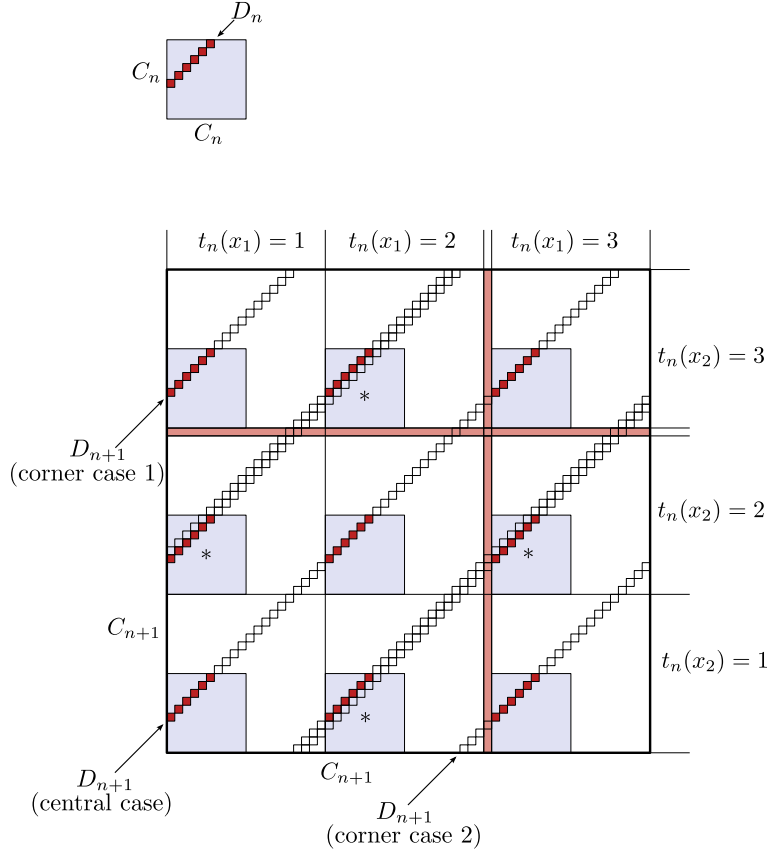 D_n
C_n
C_n
t_n(x_1) = 1
t_n(x_1) = 2
t_n(x_1) = 3
t_n(x_2) = 3
*
D_{n+1}
(corner case 1)
t_n(x_2) = 2
*
*
C_{n+1}
t_n(x_2) = 1
*
C_{n+1}
D_{n+1}
(central case)
D_{n+1}
(corner case 2)